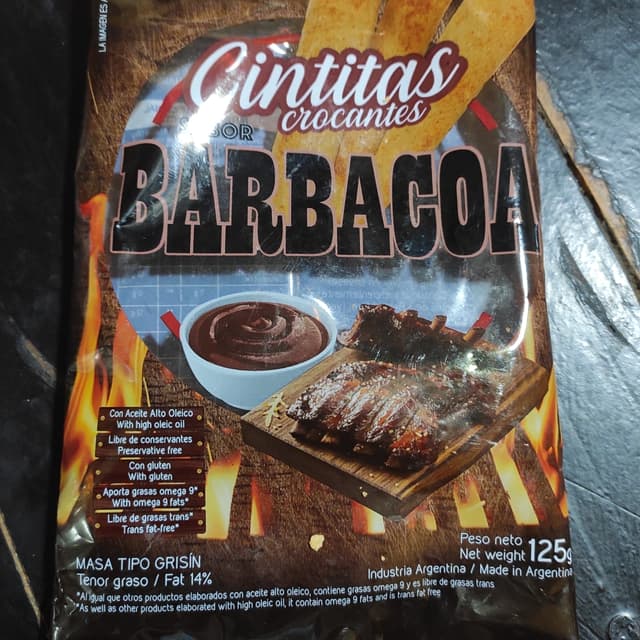 LA IMAGEN ES
Cintitas
crocantes
SABOR
BARBACOA
Con Aceite Alto Oleico
With high oleic oil
Libre de conservantes
Preservative free
Con gluten
With gluten
Aporta grasas omega 9*
With omega 9 fats*
Libre de grasas trans*
Trans fat-free*
MASA TIPO GRISÍN
Tenor graso / Fat 14%
Peso neto
Net weight 125g
Industria Argentina / Made in Argentina
*Al igual que otros productos elaborados con aceite alto oleico, contiene grasas omega 9 y es libre de grasas trans
*As well as other products elaborated with high oleic oil, it contain omega 9 fats and is trans fat free